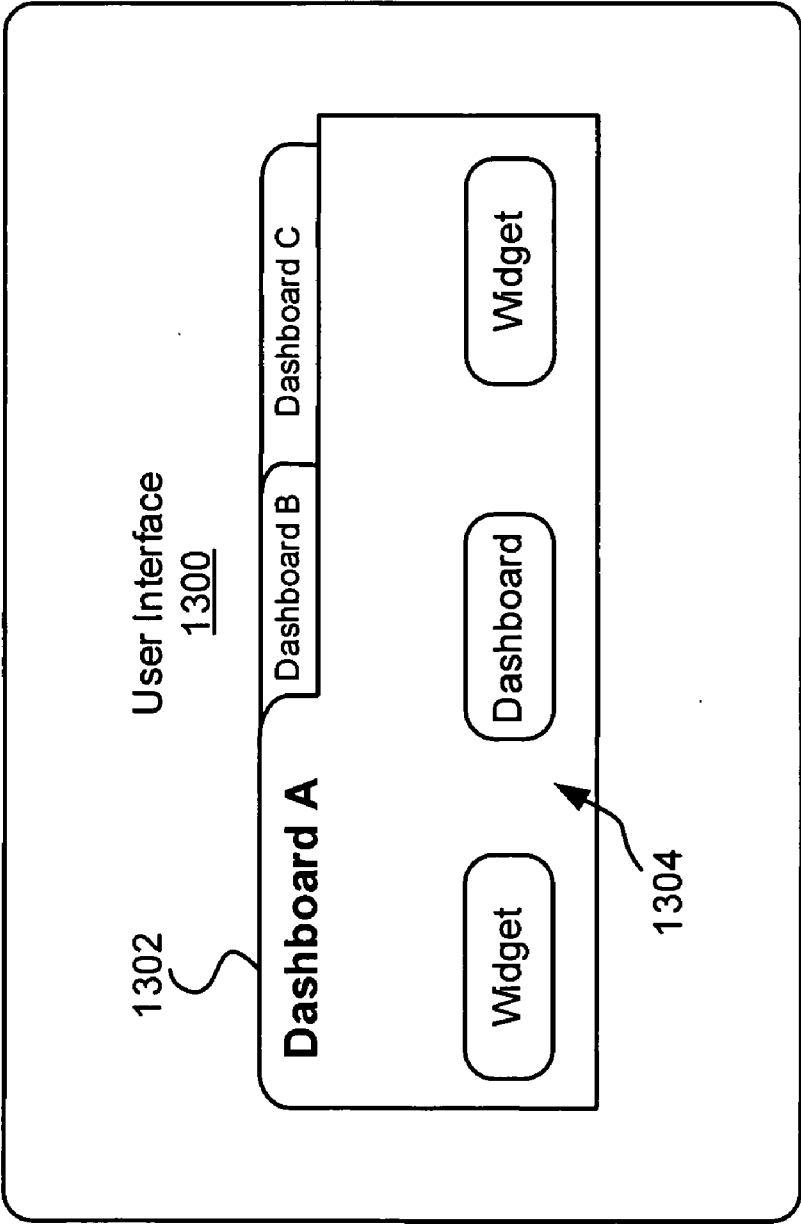 User Interface
1300
1302
Dashboard A
Dashboard B
Dashboard C
Widget
Dashboard
Widget
1304